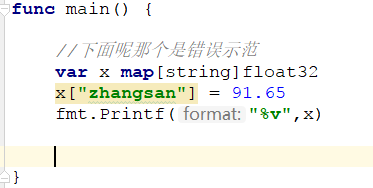 func main() {
//下面呢那个是错误示范
var x map[string]float32
x["zhangsan"] = 91.65
fmt.Printf( format: "%v",x)
}